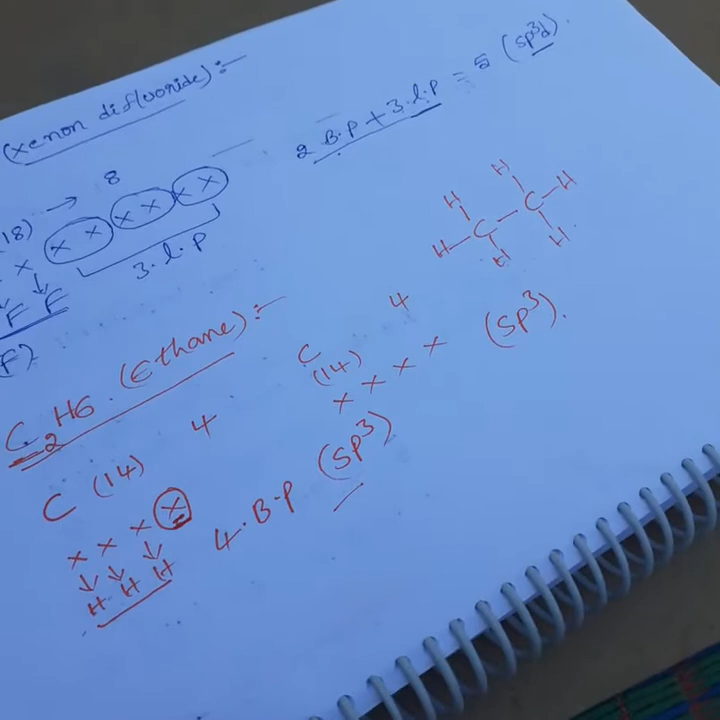 (xenon difluoride):-
18) → 8
x x x x x x x
3.l.p
F F
F)
2 B.P + 3.l.p = 5 (sp³d).
H H
H-C-C-H
H H
C2H6. (Ethane):-
C (14) 4
x x x x
↓ ↓ ↓
H H H
4.B.P (sp³)
C 4
(14)
x x x x (sp³).